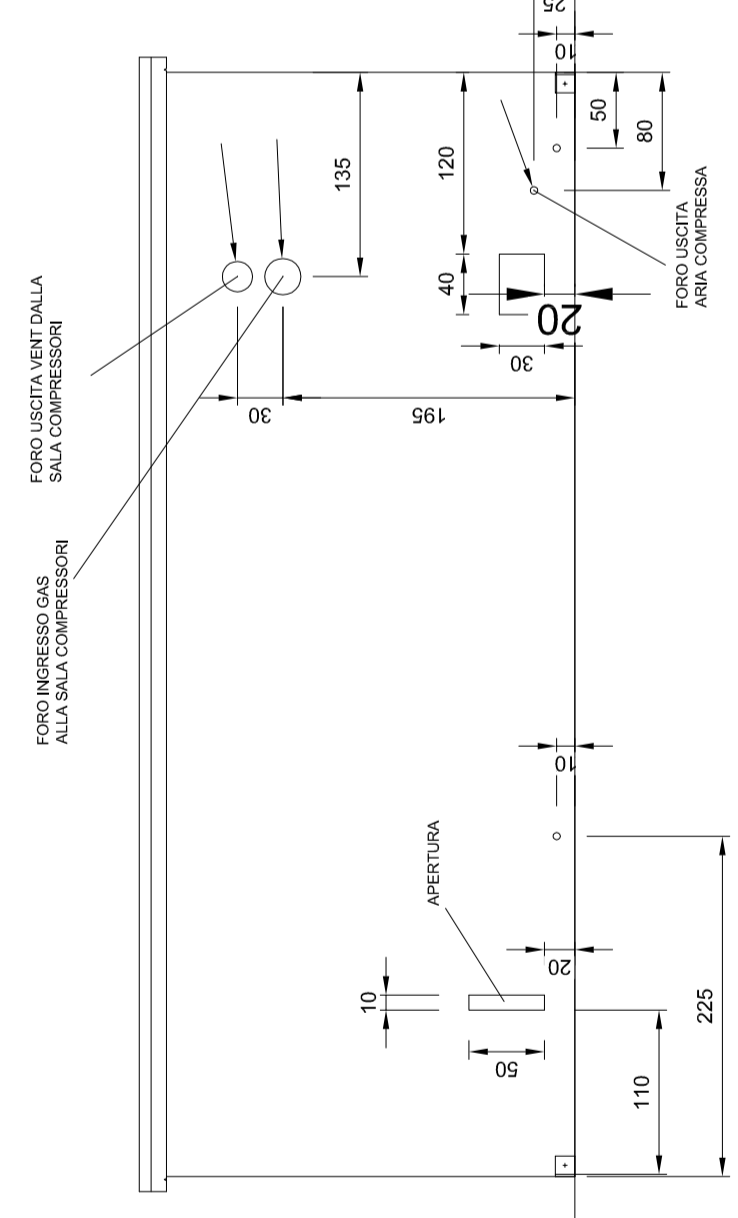 25
10
50
80
135
120
FORO USCITA
ARIA COMPRESSA
40
20
30
FORO USCITA VENT DALLA
SALA COMPRESSORI
30
195
FORO INGRESSO GAS
ALLA SALA COMPRESSORI
10
APERTURA
20
225
10
50
110